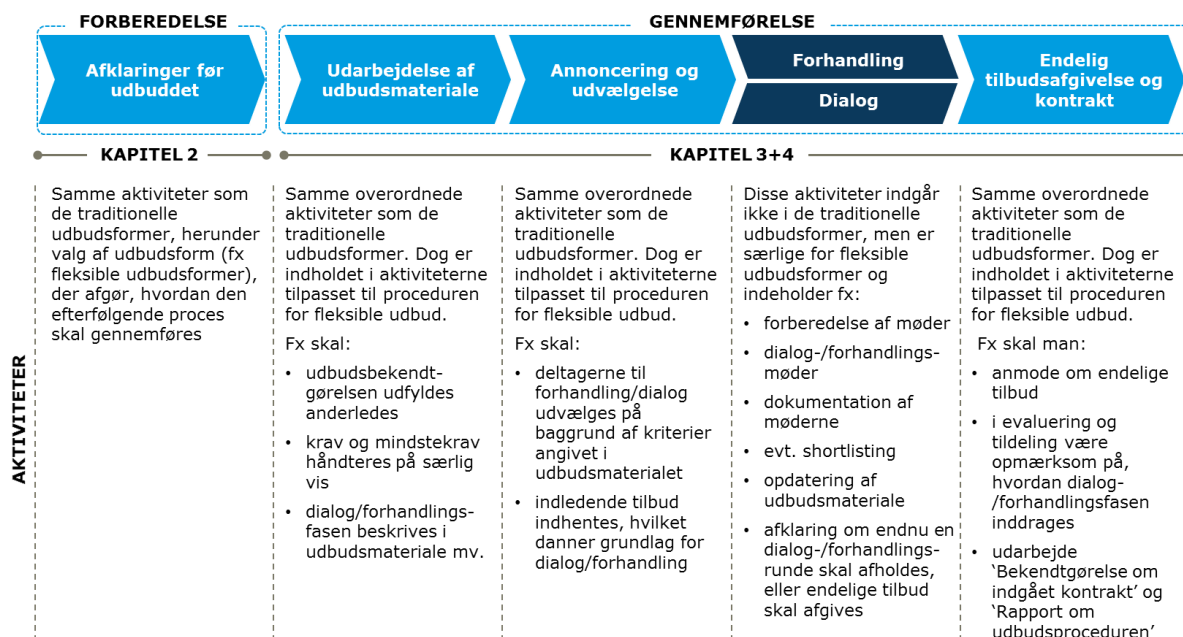 FORBEREDELSE
GENNEMFØRELSE
Afklaringer før
udbuddet
Udarbejdelse af
udbudsmateriale
Annoncering og
udvælgelse
Forhandling
Dialog
Endelig
tilbudsafgivelse og
kontrakt
KAPITEL 2
KAPITEL 3+4
AKTIVITETER
Samme aktiviteter som
de traditionelle
udbudsformer, herunder
valg af udbudsform (fx
fleksible udbudsformer),
der afgør, hvordan den
efterfølgende proces
skal gennemføres
Samme overordnede
aktiviteter som de
traditionelle
udbudsformer. Dog er
indholdet i aktiviteterne
tilpasset til proceduren
for fleksible udbud.
Fx skal:
• udbudsbekendt-
gørelsen udfyldes
anderledes
• krav og mindstekrav
håndteres på særlig
vis
• dialog/forhandlings-
fasen beskrives i
udbudsmateriale mv.
Samme overordnede
aktiviteter som de
traditionelle
udbudsformer. Dog er
indholdet i aktiviteterne
tilpasset til proceduren
for fleksible udbud.
Fx skal:
• deltagerne til
forhandling/dialog
udvælges på
baggrund af kriterier
angivet i
udbudsmaterialet
• indledende tilbud
indhentes, hvilket
danner grundlag for
dialog/forhandling
Disse aktiviteter indgår
ikke i de traditionelle
udbudsformer, men er
særlige for fleksible
udbudsformer og
indeholder fx:
• forberedelse af møder
• dialog-/forhandlings-
møder
• dokumentation af
møderne
• evt. shortlisting
• opdatering af
udbudsmateriale
• afklaring om endnu en
dialog-/forhandlings-
runde skal afholdes,
eller endelige tilbud
skal afgives
Samme overordnede
aktiviteter som de
traditionelle
udbudsformer. Dog er
indholdet i aktiviteterne
tilpasset til proceduren
for fleksible udbud.
Fx skal man:
• anmode om endelige
tilbud
• i evaluering og
tildeling være
opmærksom på,
hvordan dialog-
/forhandlingsfasen
inddrages
• udarbejde
‘Bekendtgørelse om
indgået kontrakt’ og
‘Rapport om
udbudsproceduren’